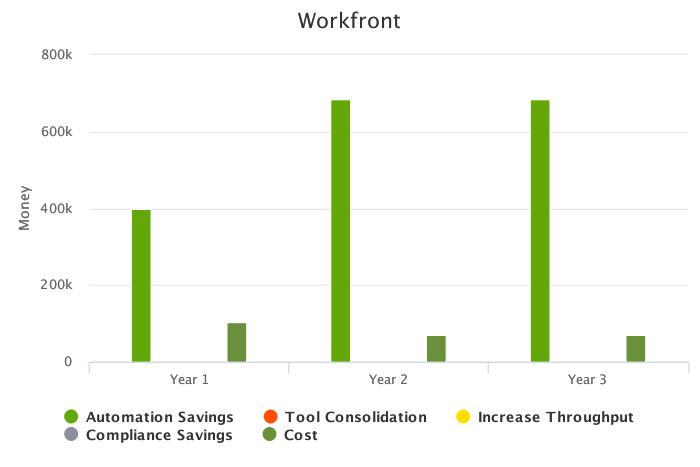 Workfront
800k
600k
400k
200k
0
Money
Year 1
Year 2
Year 3
Automation Savings
Tool Consolidation
Increase Throughput
Compliance Savings
Cost